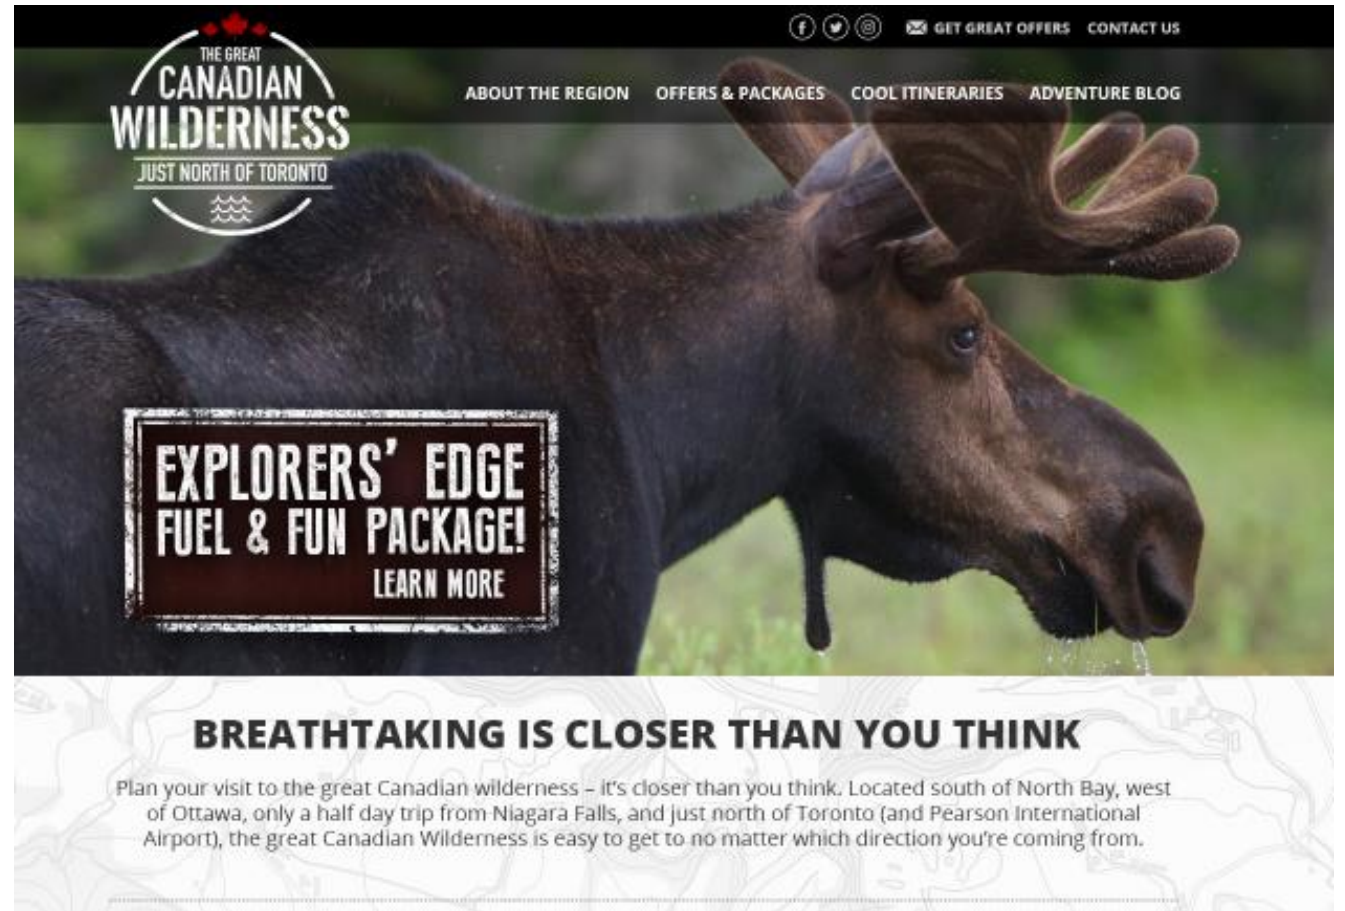 GET GREAT OFFERS CONTACT US
THE GREAT
CANADIAN
WILDERNESS
JUST NORTH OF TORONTO
ABOUT THE REGION OFFERS & PACKAGES COOL ITINERARIES ADVENTURE BLOG
EXPLORERS' EDGE
FUEL & FUN PACKAGE!
LEARN MORE
BREATHTAKING IS CLOSER THAN YOU THINK
Plan your visit to the great Canadian wilderness – it's closer than you think. Located south of North Bay, west
of Ottawa, only a half day trip from Niagara Falls, and just north of Toronto (and Pearson International
Airport), the great Canadian Wilderness is easy to get to no matter which direction you're coming from.